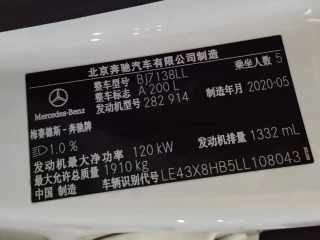 北京奔驰汽车有限公司制造
整车型号 BJ7138LL 乘坐人数 5
整车标志 A 200 L
发动机型号 282 914 制造年月 2020-05
Mercedes-Benz
梅赛德斯-奔驰牌
1.0 %
发动机最大净功率 120 kW 发动机排量 1332 mL
最大允许总质量 1910 kg
中国 制造 车辆识别代号 LE43X8HB5LL108043